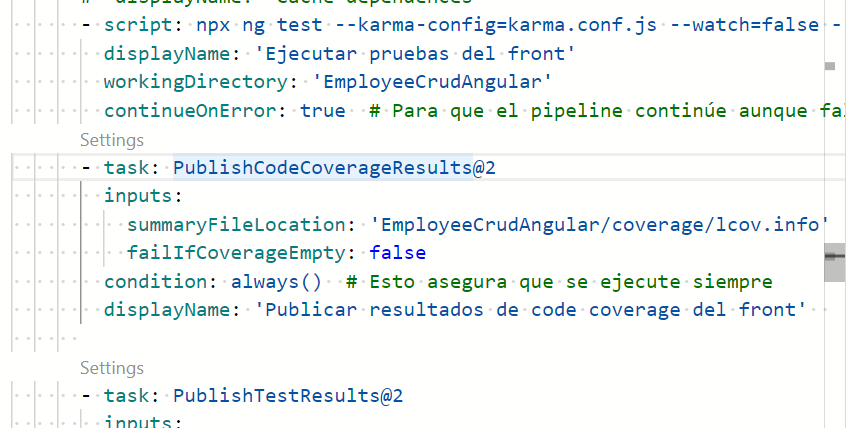 # displayName: 'Cache dependences'
- script: npx ng test --karma-config=karma.conf.js --watch=false -
displayName: 'Ejecutar pruebas del front'
workingDirectory: 'EmployeeCrudAngular'
continueOnError: true # Para que el pipeline continúe aunque fal
Settings
- task: PublishCodeCoverageResults@2
inputs:
summaryFileLocation: 'EmployeeCrudAngular/coverage/lcov.info'
failIfCoverageEmpty: false
condition: always() # Esto asegura que se ejecute siempre
displayName: 'Publicar resultados de code coverage del front'
Settings
- task: PublishTestResults@2
inputs: